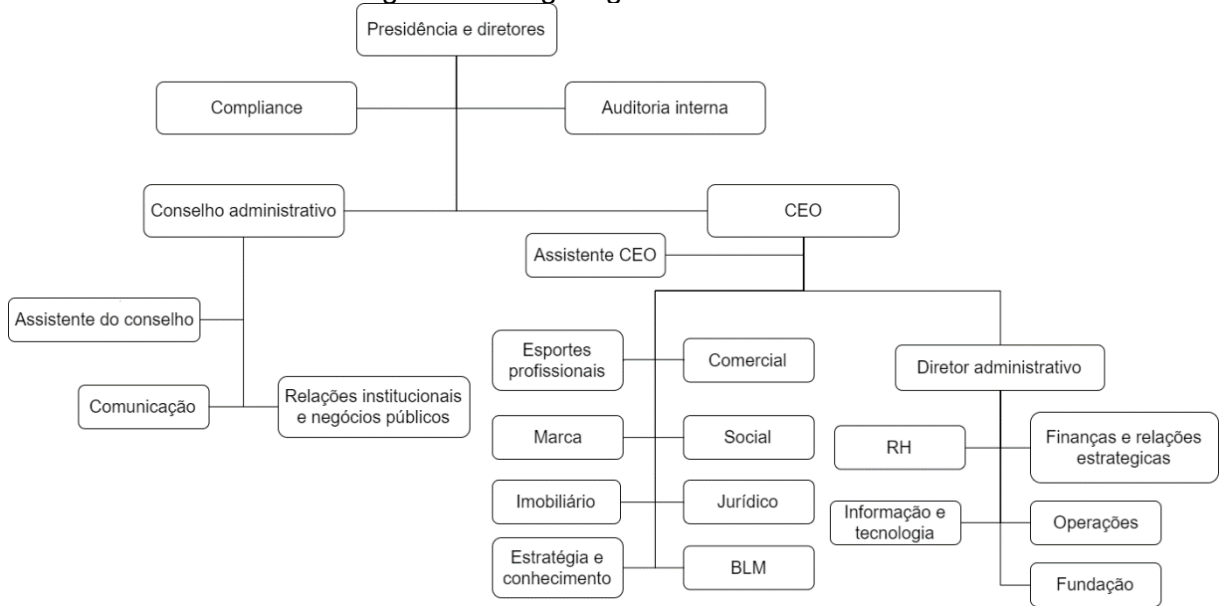 Presidência e diretores
Compliance
Auditoria interna
Conselho administrativo
CEO
Assistente CEO
Assistente do conselho
Comunicação
Relações institucionais
e negócios públicos
Esportes
profissionais
Comercial
Marca
Social
Imobiliário
Jurídico
Estratégia e
conhecimento
BLM
Diretor administrativo
RH
Finanças e relações
estrategicas
Informação e
tecnologia
Operações
Fundação